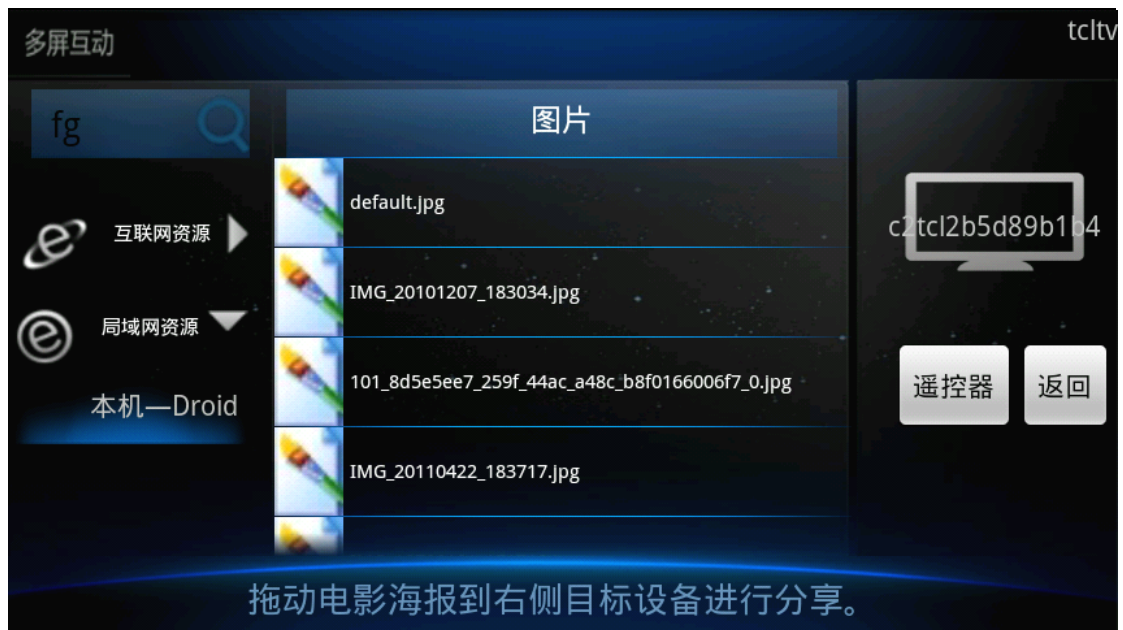 多屏互动
tcltv
fg
图片
default.jpg
互联网资源
c2tcl2b5d89b1b4
IMG_20101207_183034.jpg
局域网资源
101_8d5e5ee7_259f_44ac_a48c_b8f0166006f7_0.jpg
遥控器
返回
本机—Droid
IMG_20110422_183717.jpg
拖动电影海报到右侧目标设备进行分享。